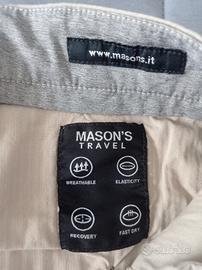 www.masons.it
MASON'S
TRAVEL
BREATHABLE
ELASTICITY
RECOVERY
FAST DRY